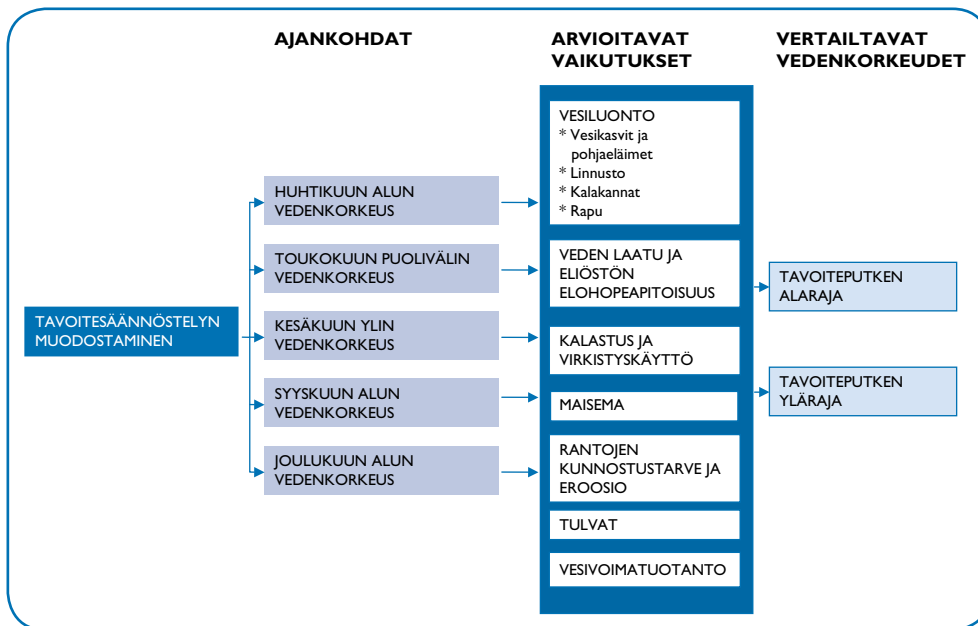 AJANKOHDAT
ARVIOITAVAT
VAIKUTUKSET
VERTAILTAVAT
VEDENKORKEUDET
TAVOITESÄÄNNÖSTELYN
MUODOSTAMINEN
HUHTIKUUN ALUN
VEDENKORKEUS
TOUKOKUUN PUOLIVÄLIN
VEDENKORKEUS
KESÄKUUN YLIN
VEDENKORKEUS
SYYSKUUN ALUN
VEDENKORKEUS
JOULUKUUN ALUN
VEDENKORKEUS
VESILUONTO
* Vesikasvit ja
pohjaeläimet
* Linnusto
* Kalakannat
* Rapu
VEDEN LAATU JA
ELIÖSTÖN
ELOHOPEAPITOISUUS
KALASTUS JA
VIRKISTYSKÄYTTÖ
MAISEMA
RANTOJEN
KUNNOSTUSTARVE JA
EROOSIO
TULVAT
VESIVOIMATUOTANTO
TAVOITEPUTKEN
ALARAJA
TAVOITEPUTKEN
YLÄRAJA